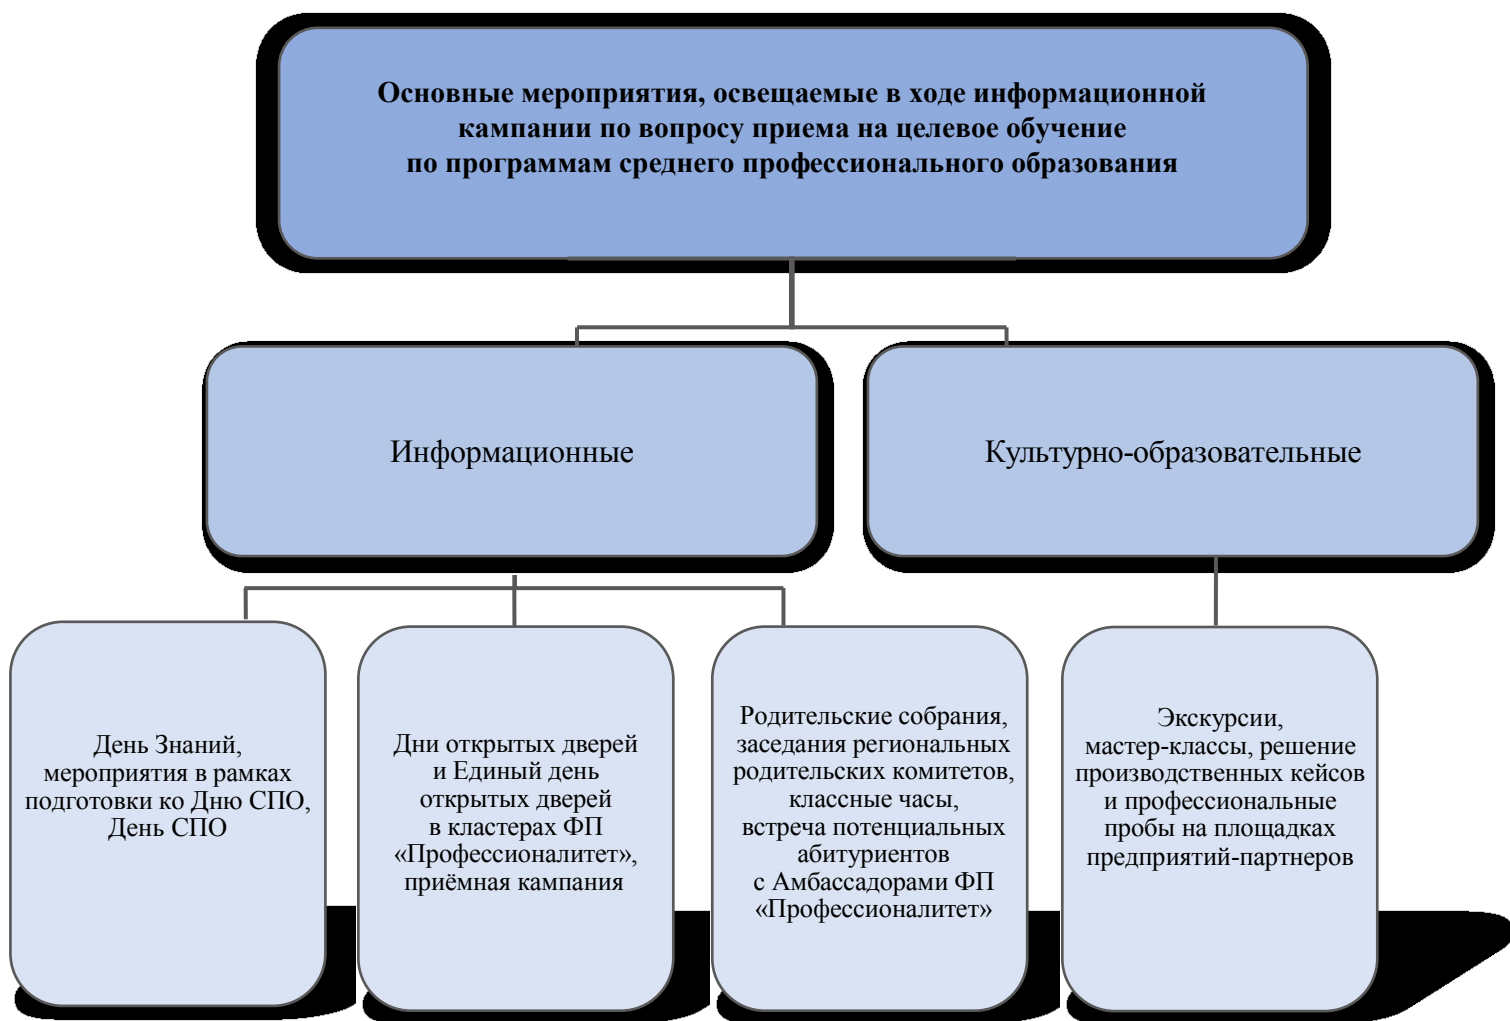 Основные мероприятия, освещаемые в ходе информационной
кампании по вопросу приема на целевое обучение
по программам среднего профессионального образования
Информационные
Культурно-образовательные
День Знаний,
мероприятия в рамках
подготовки ко Дню СПО,
День СПО
Дни открытых дверей
и Единый день
открытых дверей
в кластерах ФП
«Профессионалитет»,
приёмная кампания
Родительские собрания,
заседания региональных
родительских комитетов,
классные часы,
встреча потенциальных
абитуриентов
с Амбассадорами ФП
«Профессионалитет»
Экскурсии,
мастер-классы, решение
производственных кейсов
и профессиональные
пробы на площадках
предприятий-партнеров